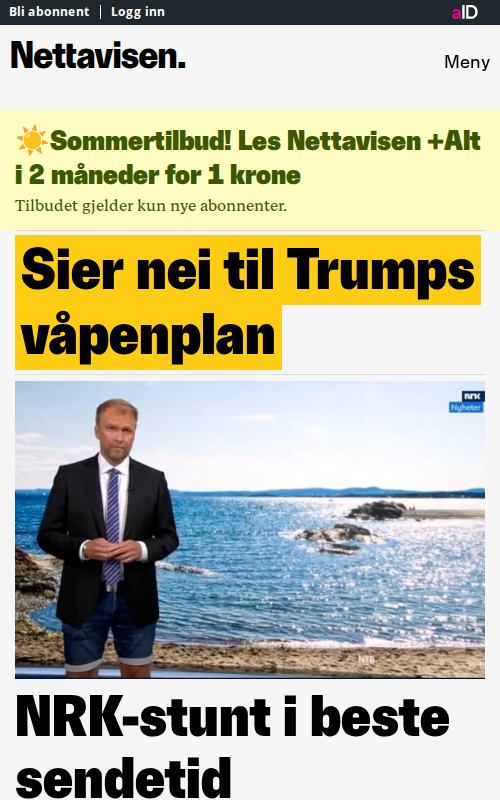 Bli abonnent | Logg inn
aID
Nettavisen.
Meny
☀️Sommertilbud! Les Nettavisen +Alt
i 2 måneder for 1 krone
Tilbudet gjelder kun nye abonnenter.
Sier nei til Trumps
våpenplan
NRK
Nyheter
NTB
NRK-stunt i beste
sendetid